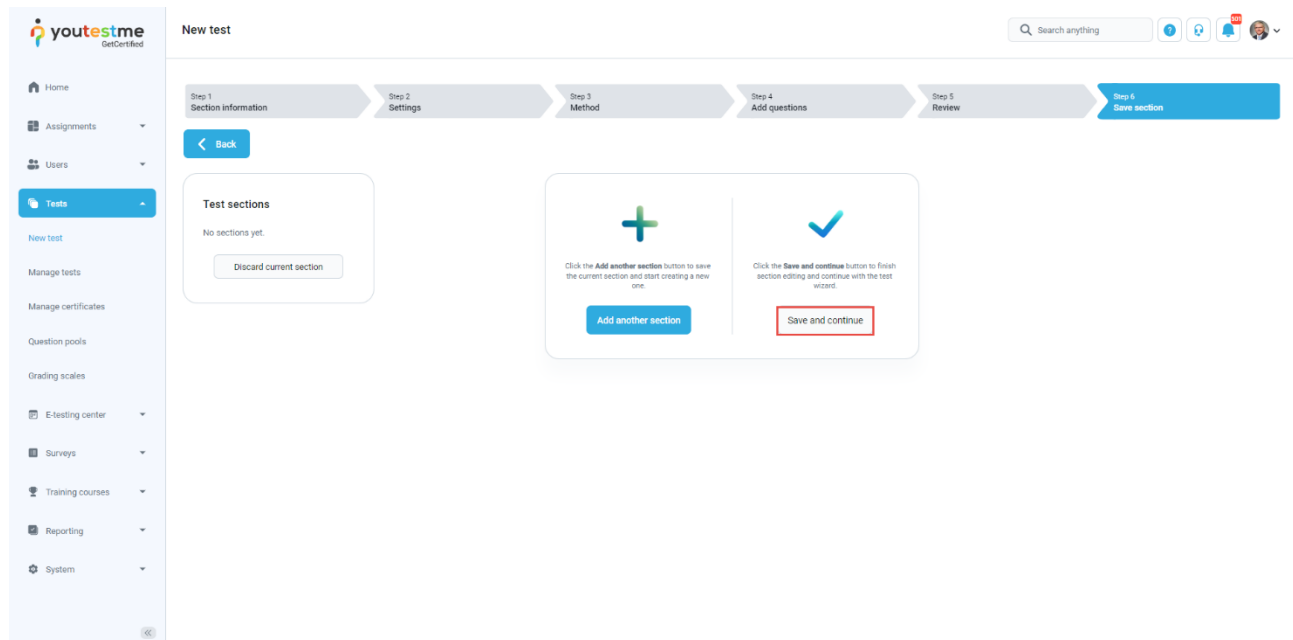 youtestme
GetCertified
New test
Search anything
?
501
Home
Assignments
Users
Tests
New test
Manage tests
Manage certificates
Question pools
Grading scales
E-testing center
Surveys
Training courses
Reporting
System
Step 1
Section information
Step 2
Settings
Step 3
Method
Step 4
Add questions
Step 5
Review
Step 6
Save section
Back
Test sections
No sections yet.
Discard current section
Click the Add another section button to save
the current section and start creating a new
one.
Add another section
Click the Save and continue button to finish
section editing and continue with the test
wizard.
Save and continue